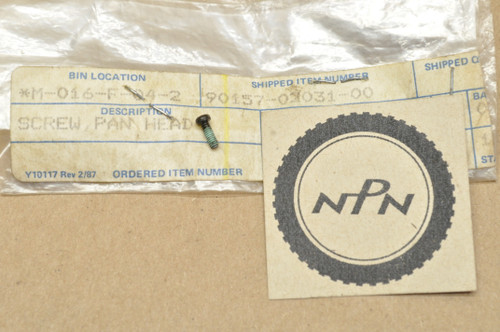 BIN LOCATION
SHIPPED ITEM NUMBER
SHIPPED
*M-016-F-04-2
90157-03031-00
DESCRIPTION
SCREW, PAN HEAD
Y10117 Rev 2/87
ORDERED ITEM NUMBER
NPN